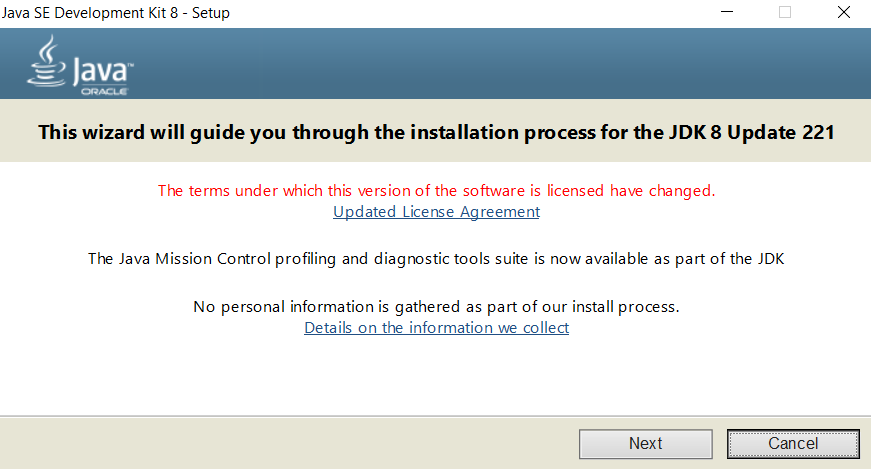 Java SE Development Kit 8 - Setup
Java™
ORACLE
This wizard will guide you through the installation process for the JDK 8 Update 221
The terms under which this version of the software is licensed have changed.
Updated License Agreement
The Java Mission Control profiling and diagnostic tools suite is now available as part of the JDK
No personal information is gathered as part of our install process.
Details on the information we collect
Next Cancel